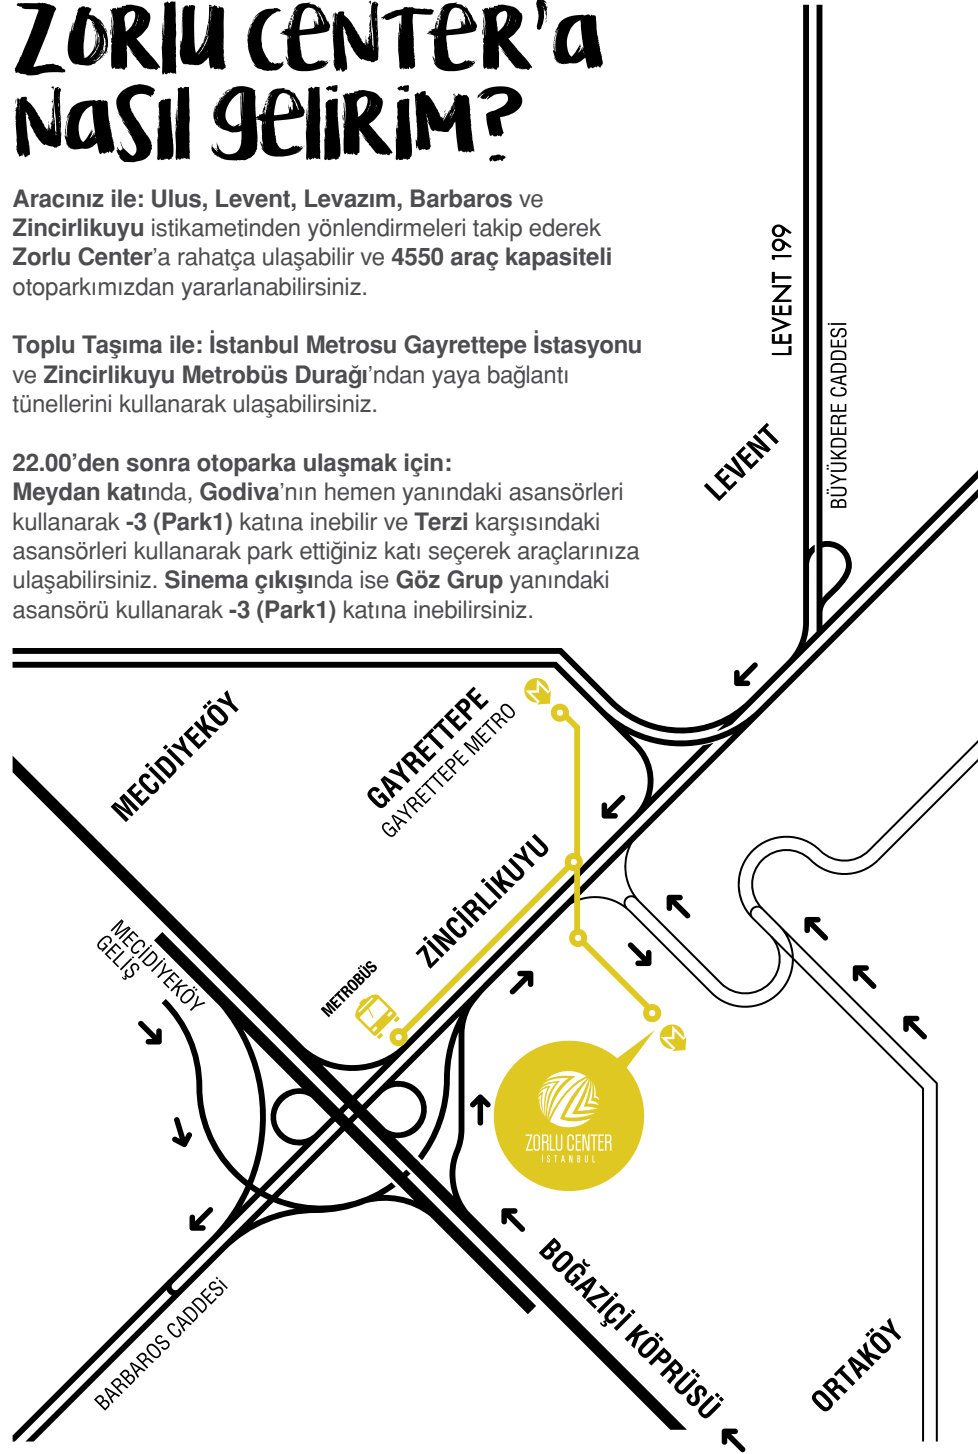 ZORLU CENTER'a
NaSIl gelİRİM?
Aracınız ile: Ulus, Levent, Levazım, Barbaros ve
Zincirlikuyu istikametinden yönlendirmeleri takip ederek
Zorlu Center'a rahatça ulaşabilir ve 4550 araç kapasiteli
otoparkımızdan yararlanabilirsiniz.
Toplu Taşıma ile: İstanbul Metrosu Gayrettepe İstasyonu
ve Zincirlikuyu Metrobüs Durağı'ndan yaya bağlantı
tünellerini kullanarak ulaşabilirsiniz.
22.00'den sonra otoparka ulaşmak için:
Meydan katında, Godiva'nın hemen yanındaki asansörleri
kullanarak -3 (Park1) katına inebilir ve Terzi karşısındaki
asansörleri kullanarak park ettiğiniz katı seçerek araçlarınıza
ulaşabilirsiniz. Sinema çıkışında ise Göz Grup yanındaki
asansörü kullanarak -3 (Park1) katına inebilirsiniz.
LEVENT 199
BÜYÜKDERE CADDESİ
LEVENT
MECİDİYEKÖY
GAYRETTEPE
GAYRETTEPE METRO
M
ZİNCİRLİKUYU
METROBÜS
MECİDİYEKÖY
GELİŞ
M
ZORLU CENTER
İSTANBUL
BOĞAZİÇİ KÖPRÜSÜ
BARBAROS CADDESİ
ORTAKÖY